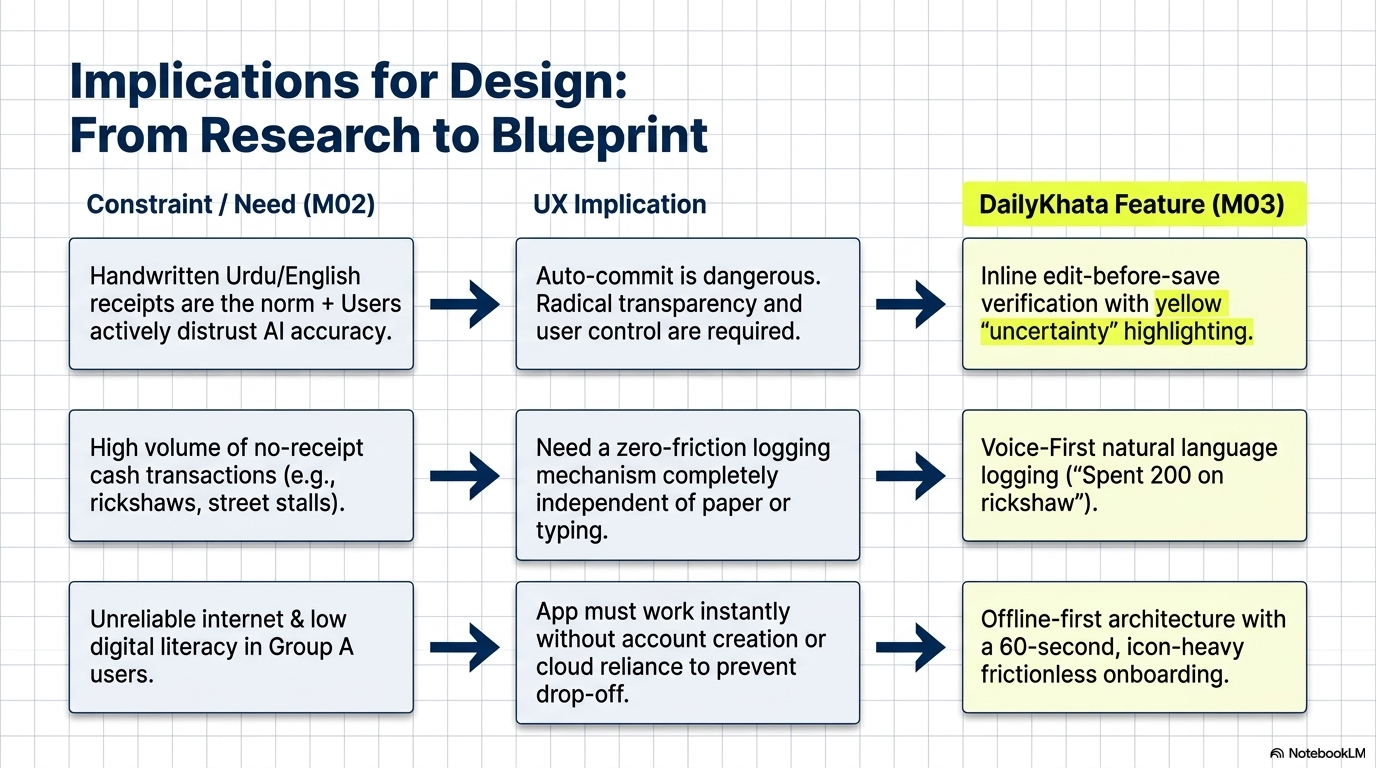 Implications for Design:
From Research to Blueprint
Constraint / Need (M02)
UX Implication
DailyKhata Feature (M03)
Handwritten Urdu/English
receipts are the norm + Users
actively distrust AI accuracy.
Auto-commit is dangerous.
Radical transparency and
user control are required.
Inline edit-before-save
verification with yellow
“uncertainty” highlighting.
High volume of no-receipt
cash transactions (e.g.,
rickshaws, street stalls).
Need a zero-friction logging
mechanism completely
independent of paper or
typing.
Voice-First natural language
logging (“Spent 200 on
rickshaw”).
Unreliable internet & low
digital literacy in Group A
users.
App must work instantly
without account creation or
cloud reliance to prevent
drop-off.
Offline-first architecture with
a 60-second, icon-heavy
frictionless onboarding.
NotebookLM